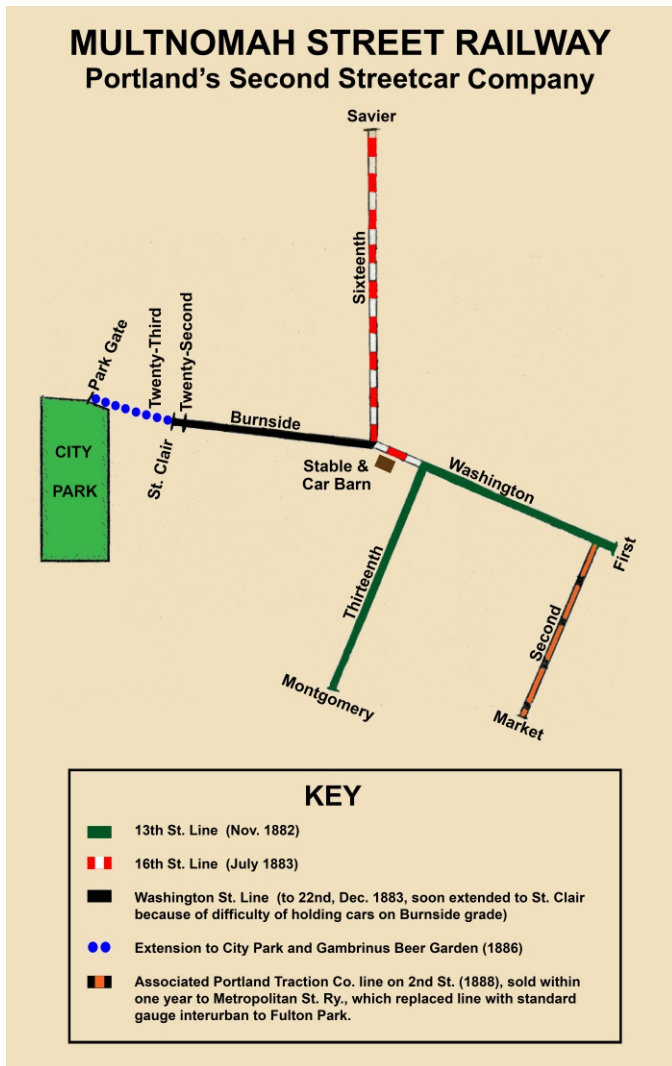 MULTNOMAH STREET RAILWAY
Portland's Second Streetcar Company
Savier
Sixteenth
Park Gate
Twenty-Third
Twenty-Second
Burnside
St. Clair
CITY
PARK
Stable &
Car Barn
Washington
First
Thirteenth
Second
Montgomery
Market
KEY
13th St. Line (Nov. 1882)
16th St. Line (July 1883)
Washington St. Line (to 22nd, Dec. 1883, soon extended to St. Clair
because of difficulty of holding cars on Burnside grade)
Extension to City Park and Gambrinus Beer Garden (1886)
Associated Portland Traction Co. line on 2nd St. (1888), sold within
one year to Metropolitan St. Ry., which replaced line with standard
gauge interurban to Fulton Park.